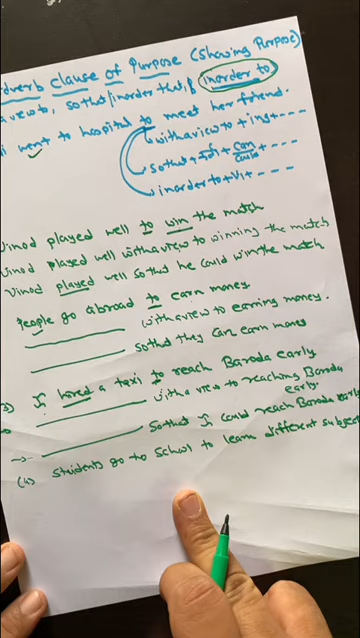 adverb clause of Purpose (Showing Purpose)
a view to, so that/inorder that, & inorder to
went to hospital to meet her friend.
with a view to + ing + ---
so that + + can/could + ---
inorder to + V1 + ---
Vinod played well to win the match
Vinod played well with a view to winning the match
Vinod played well so that he could win the match
People go abroad to earn money
with a view to earning money.
so that they can earn money
3) I hired a taxi to reach Baroda early
with a view to reaching Baroda
early.
→ so that I could reach Baroda early
(4) Students go to school to learn different subject